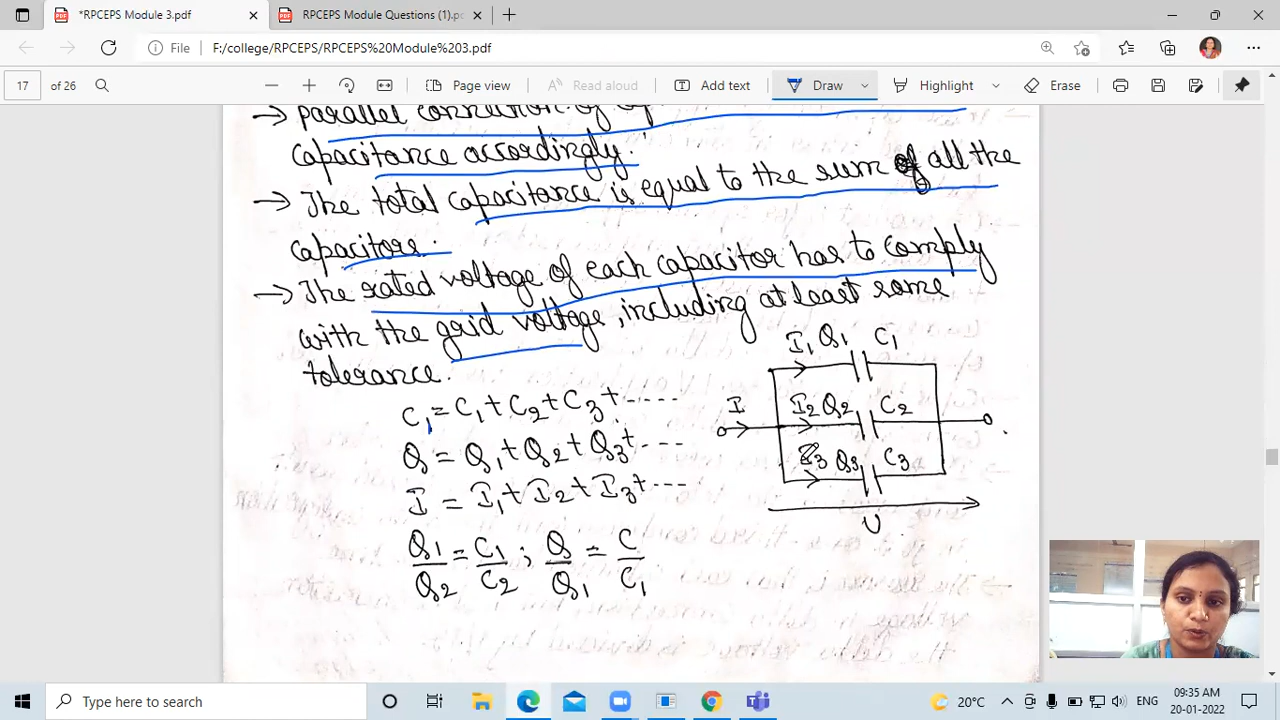 *RPCEPS Module 3.pdf
RPCEPS Module Questions (1).p
File
F:/college/RPCEPS/RPCEPS%20Module%203.pdf
17 of 26
Page view
Read aloud
Add text
Draw
Highlight
Erase
→ parallel connection of
capacitance accordingly.
→ The total capacitance is equal to the sum of all the
capacitors.
→ The rated voltage of each capacitor has to comply
with the grid voltage, including at least some
tolerance.
C₁ = C₁ + C₂ + C₃ + .....
Q = Q₁ + Q₂ + Q₃ + ---
I = I₁ + I₂ + I₃ + ---
Q1/Q2 = C1/C2 ; Q/Q1 = C/C1
I₁ Q1 C₁
I
I₂ Q2 C₂
I3 Q3 C₃
U
Type here to search
20°C
ENG
09:35 AM
20-01-2022